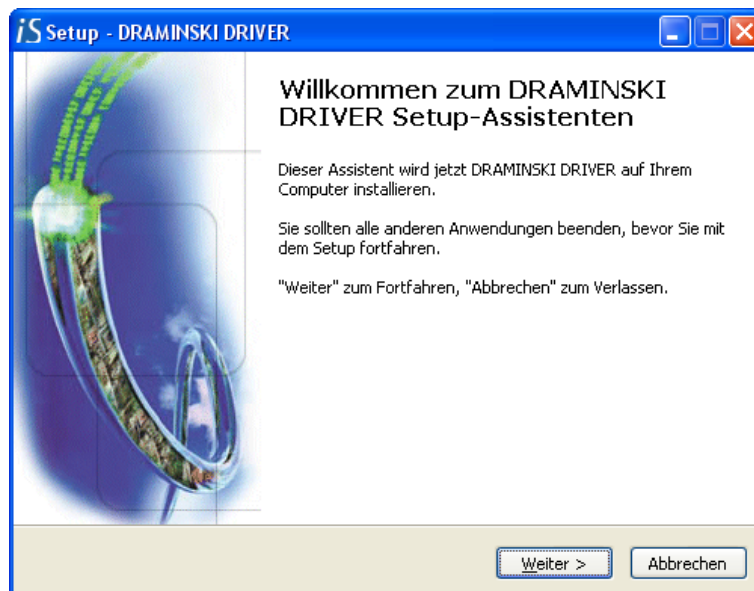 iS Setup - DRAMINSKI DRIVER
Willkommen zum DRAMINSKI
DRIVER Setup-Assistenten
Dieser Assistent wird jetzt DRAMINSKI DRIVER auf Ihrem
Computer installieren.
Sie sollten alle anderen Anwendungen beenden, bevor Sie mit
dem Setup fortfahren.
"Weiter" zum Fortfahren, "Abbrechen" zum Verlassen.
Weiter > Abbrechen